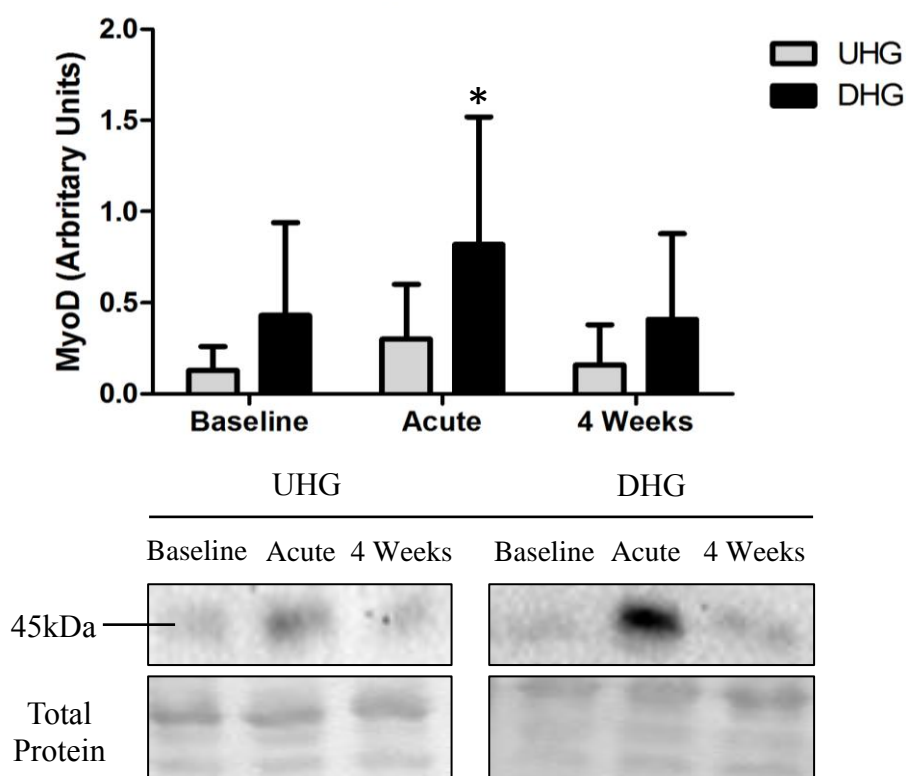 MyoD (Arbritary Units)
2.0
1.5
1.0
0.5
0.0
*
UHG
DHG
Baseline Acute 4 Weeks
UHG DHG
Baseline Acute 4 Weeks Baseline Acute 4 Weeks
45kDa
Total
Protein